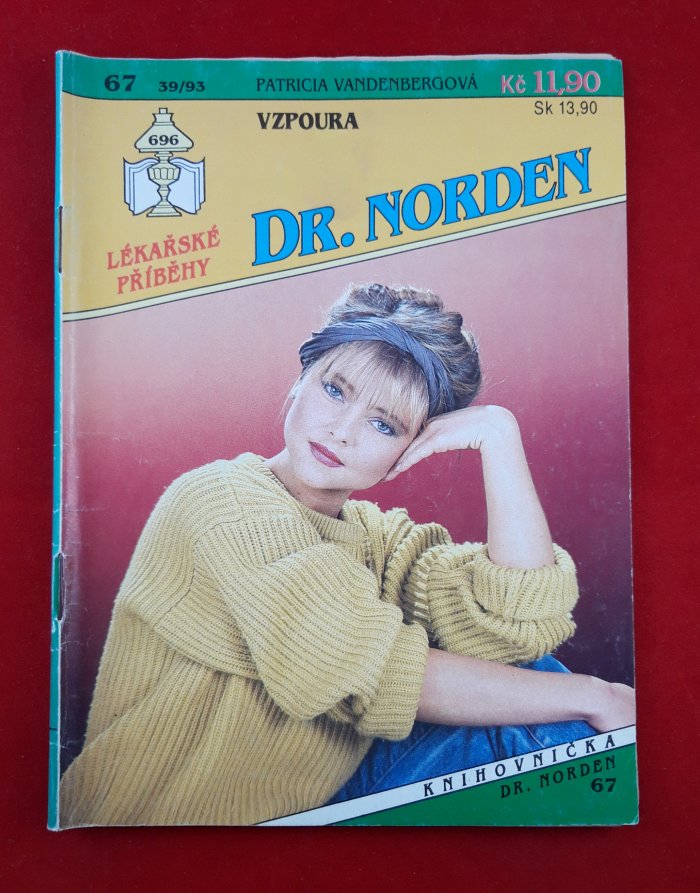 67 39/93 PATRICIA VANDENBERGOVÁ Kč 11,90
Sk 13,90
VZPOURA
696
DR. NORDEN
LÉKAŘSKÉ
PŘÍBĚHY
KNIHOVNIČKA
DR. NORDEN
67